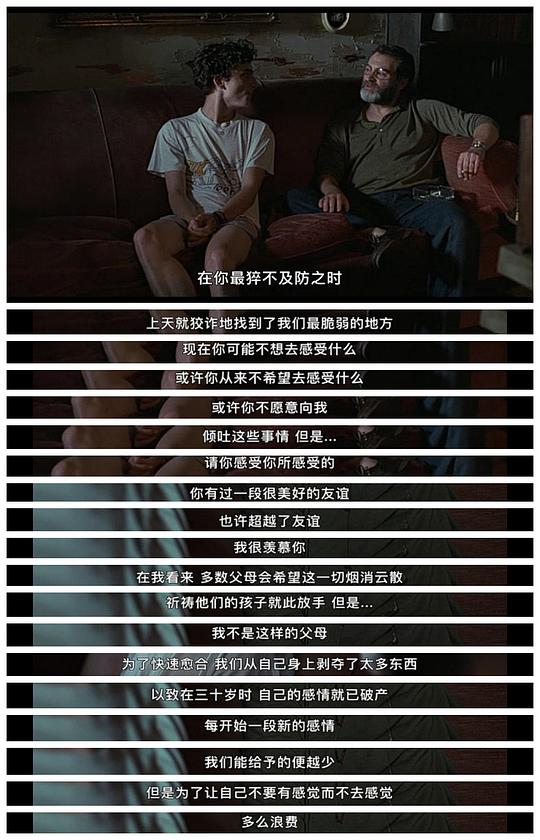 在你最猝不及防之时
上天就狡诈地找到了我们最脆弱的地方
现在你可能不想去感受什么
或许你从来不希望去感受什么
或许你不愿意向我
倾吐这些事情 但是...
请你感受你所感受的
你有过一段很美好的友谊
也许超越了友谊
我很羡慕你
在我看来 多数父母会希望这一切烟消云散
祈祷他们的孩子就此放手 但是...
我不是这样的父母
为了快速愈合 我们从自己身上剥夺了太多东西
以致在三十岁时 自己的感情就已破产
每开始一段新的感情
我们能给予的便越少
但是为了让自己不要有感觉而不去感觉
多么浪费